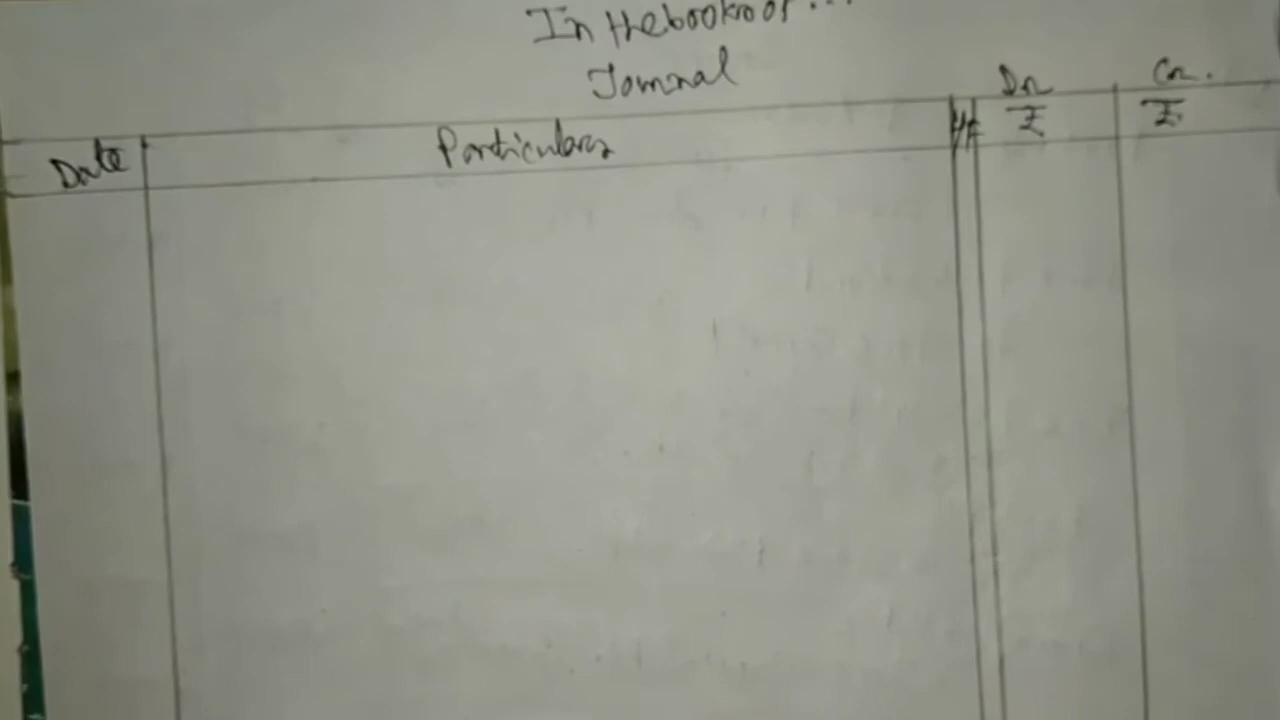 In the books of ...
Journal
Dr Cr.
Date Particulars L/F ₹ ₹